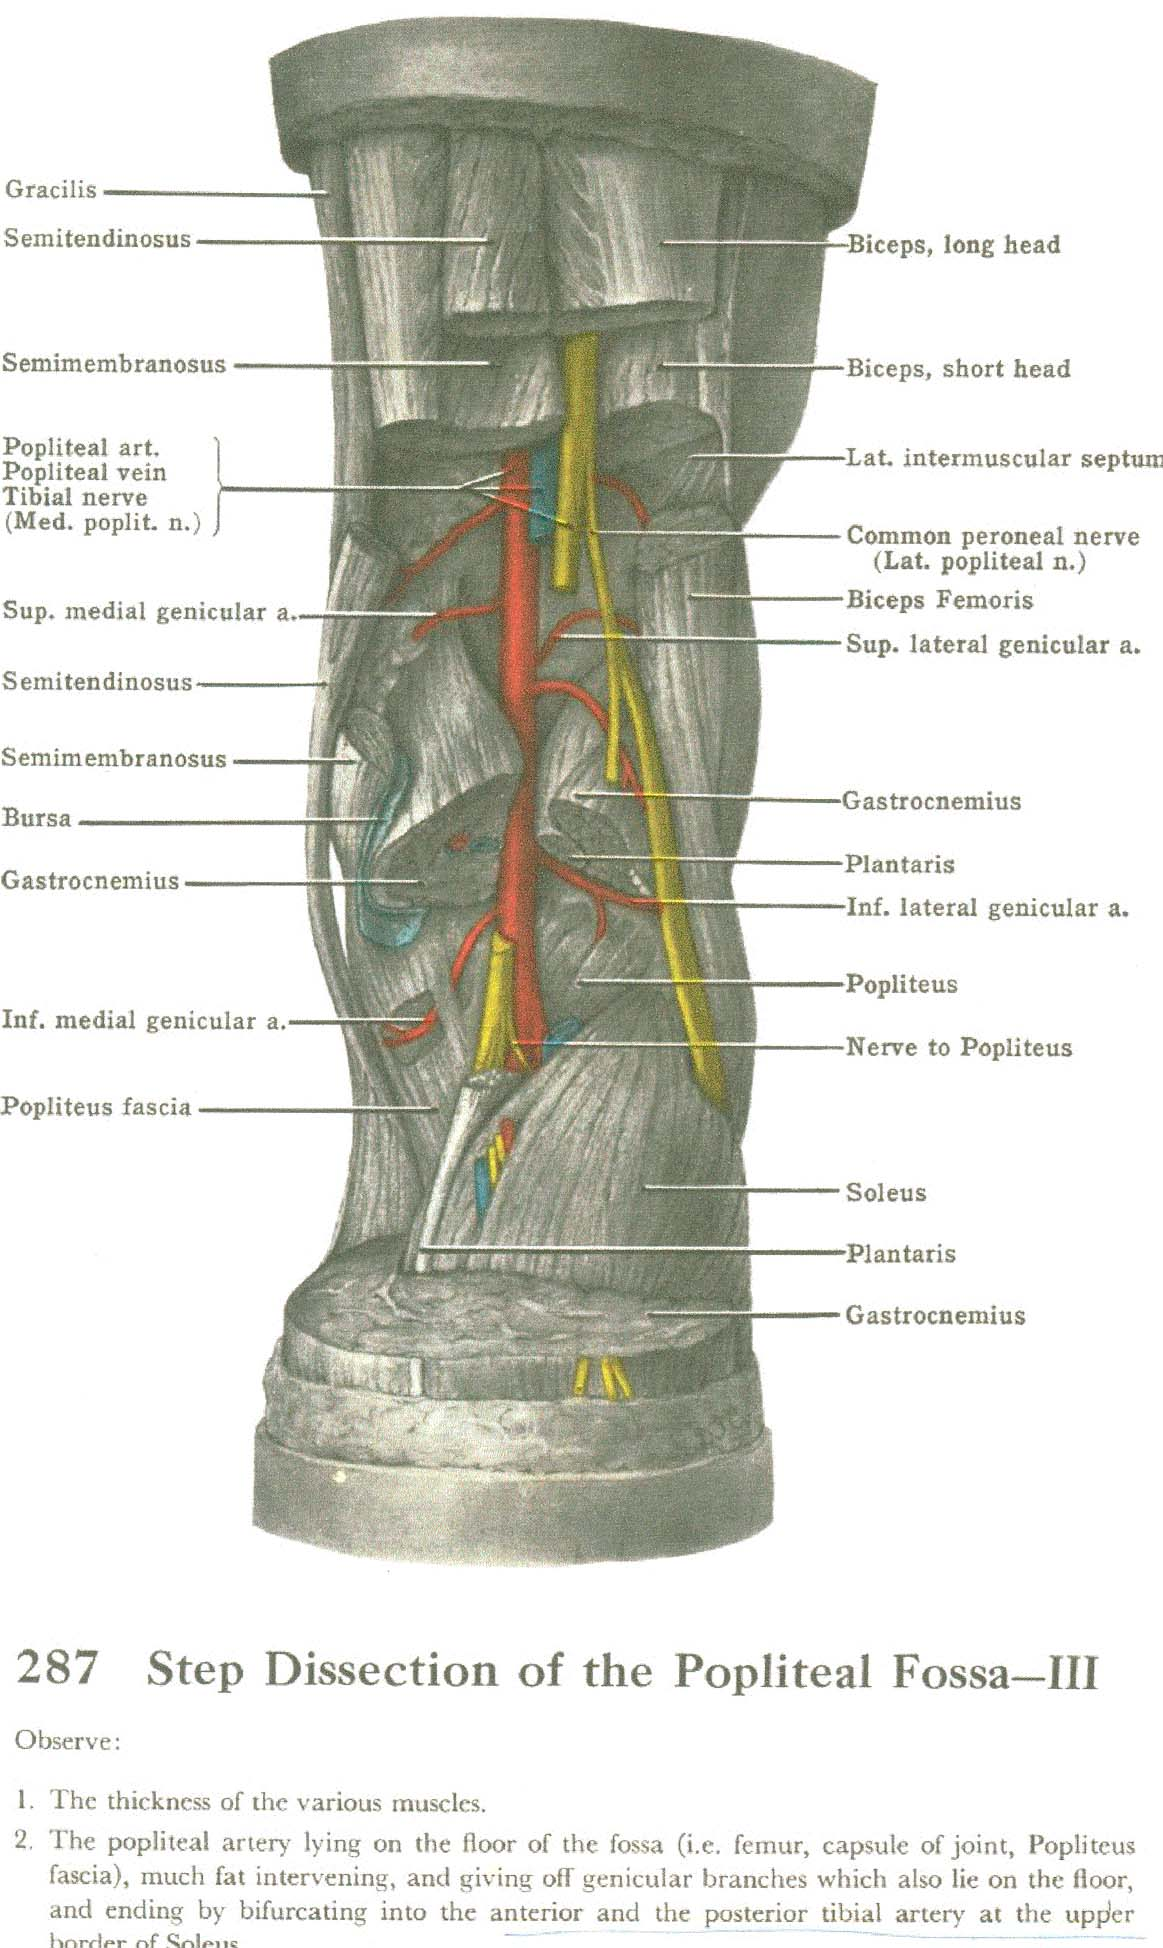 Gracilis
Semitendinosus
Biceps, long head
Semimembranosus
Biceps, short head
Popliteal art.
Popliteal vein
Tibial nerve
(Med. poplit. n.)
Lat. intermuscular septum
Common peroneal nerve
(Lat. popliteal n.)
Biceps Femoris
Sup. medial genicular a.
Sup. lateral genicular a.
Semitendinosus
Semimembranosus
Gastrocnemius
Bursa
Plantaris
Gastrocnemius
Inf. lateral genicular a.
Popliteus
Inf. medial genicular a.
Nerve to Popliteus
Popliteus fascia
Soleus
Plantaris
Gastrocnemius
287 Step Dissection of the Popliteal Fossa—III
Observe:
1. The thickness of the various muscles.
2. The popliteal artery lying on the floor of the fossa (i.e. femur, capsule of joint, Popliteus
fascia), much fat intervening, and giving off genicular branches which also lie on the floor,
and ending by bifurcating into the anterior and the posterior tibial artery at the upper
border of Soleus